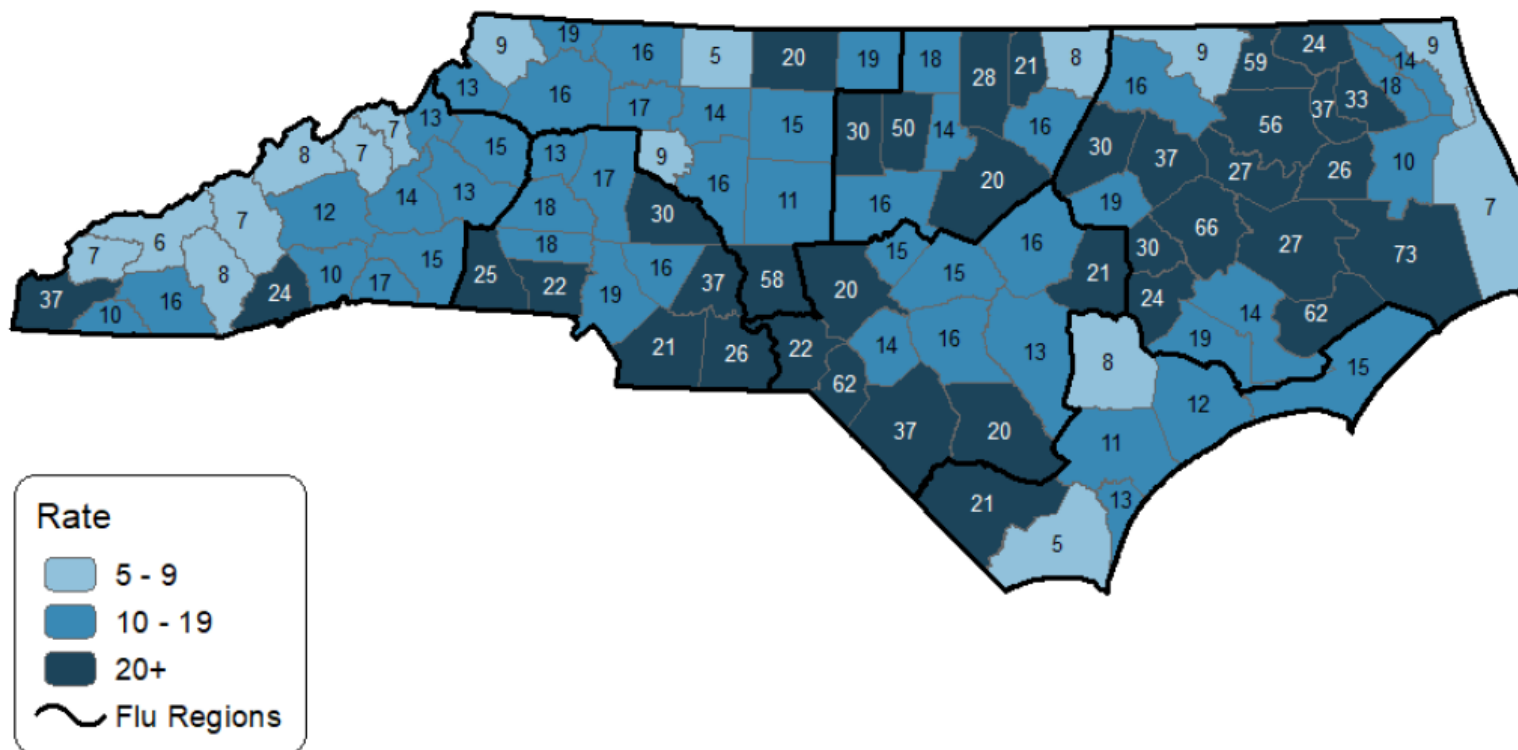 9 19 16 5 20 19 18 28 21 8 9 59 24 14 9
13 16 17 14 15 30 50 14 16 16 37 33 18
8 7 7 13 15 13 17 9 16 11 16 20 30 37 27 56 26 10 7
7 6 7 12 14 13 18 30 19 66 27 73
37 10 16 8 24 10 17 15 25 18 22 19 16 37 58 20 15 15 16 21 30 24
21 26 22 62 14 16 13 8 19 14 62 15
37 20 11 12
21 5 13
Rate
5 - 9
10 - 19
20+
Flu Regions